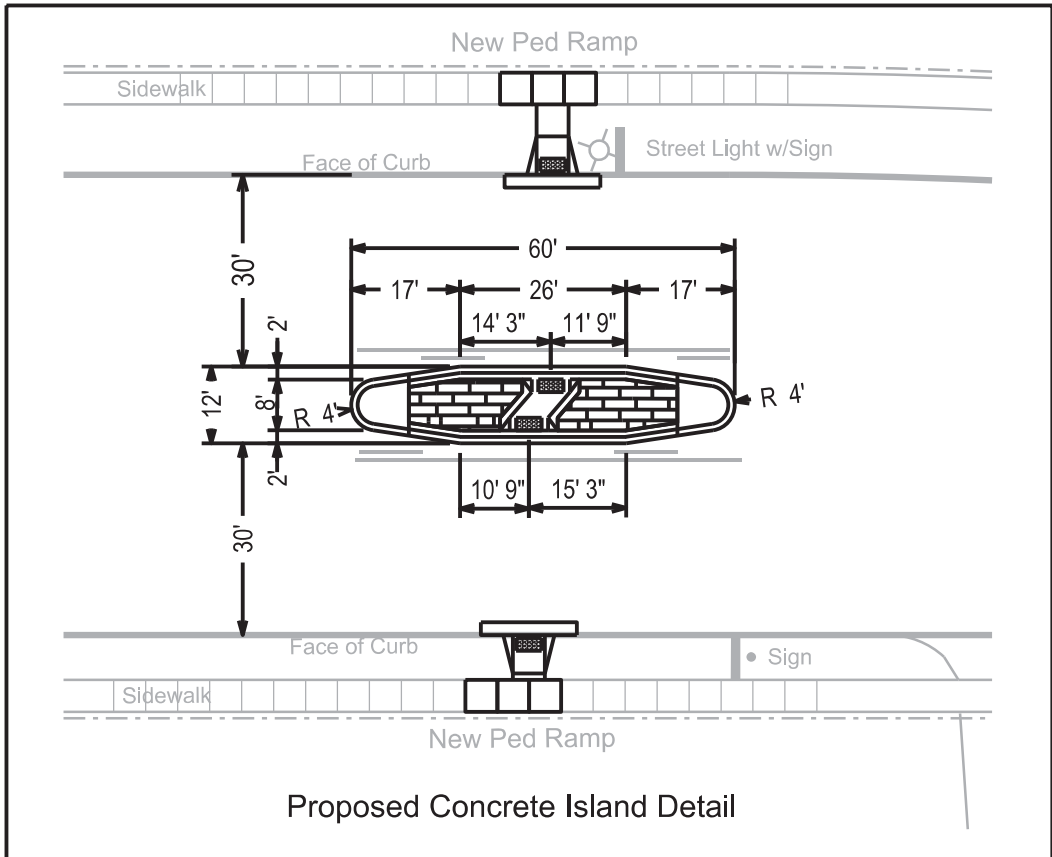 New Ped Ramp
Sidewalk
Street Light w/Sign
Face of Curb
60'
30'
17'
26'
17'
2'
14' 3"
11' 9"
12'
8'
R 4'
R 4'
2'
10' 9"
15' 3"
30'
Face of Curb
Sign
Sidewalk
New Ped Ramp
Proposed Concrete Island Detail